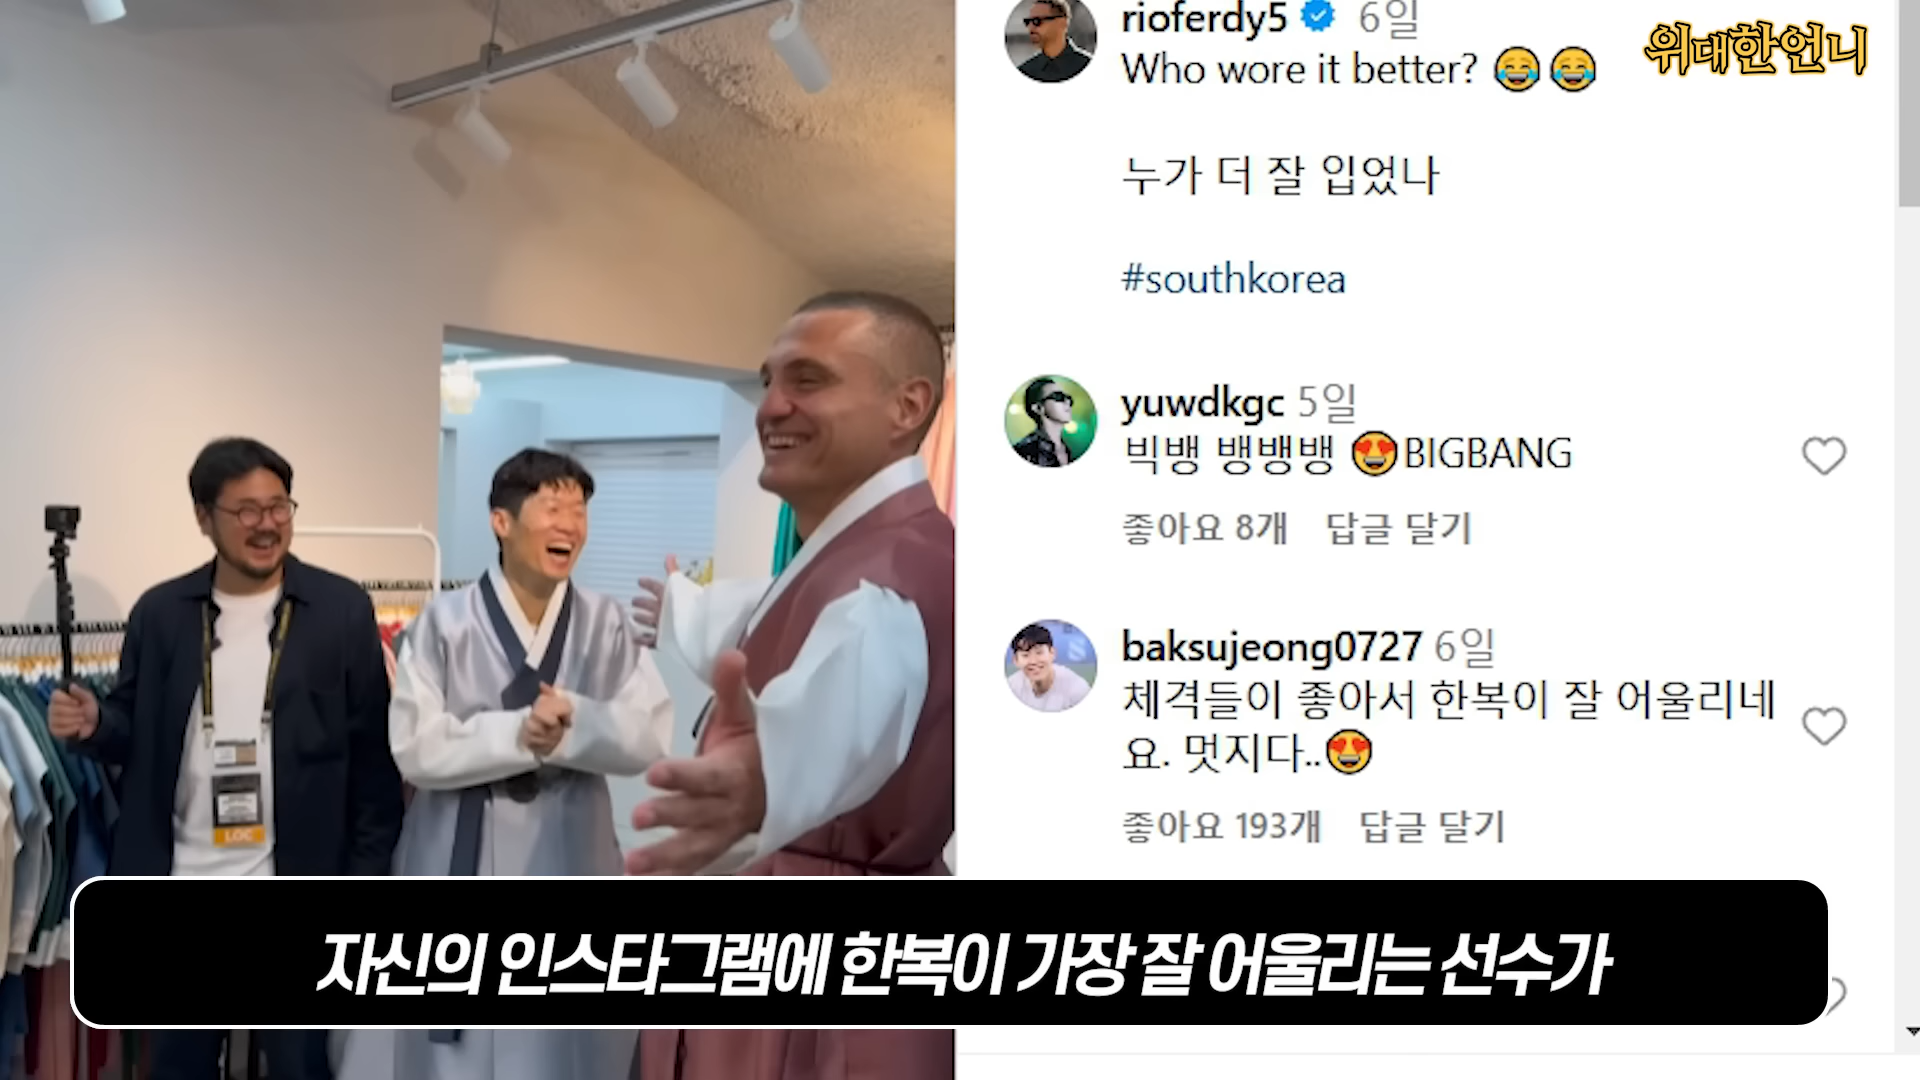 위대한언니
rioferdy5 6일
Who wore it better? 😂😂
누가 더 잘 입었나
#southkorea
yuwdkgc 5일
빅뱅 뱅뱅뱅 😍BIGBANG
좋아요 8개 답글 달기
baksujeong0727 6일
체격들이 좋아서 한복이 잘 어울리네
요. 멋지다..😍
좋아요 193개 답글 달기
LOC
자신의 인스타그램에 한복이 가장 잘 어울리는 선수가